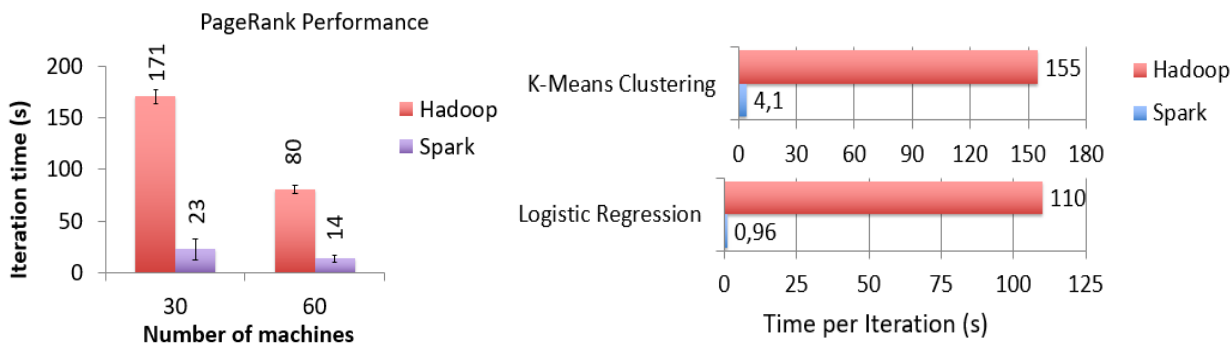 PageRank Performance
Iteration time (s)
200
150
100
50
0
171
23
80
14
30
60
Number of machines
Hadoop
Spark
K-Means Clustering
155
4,1
0 30 60 90 120 150 180
Logistic Regression
110
0,96
0 25 50 75 100 125
Time per Iteration (s)
Hadoop
Spark